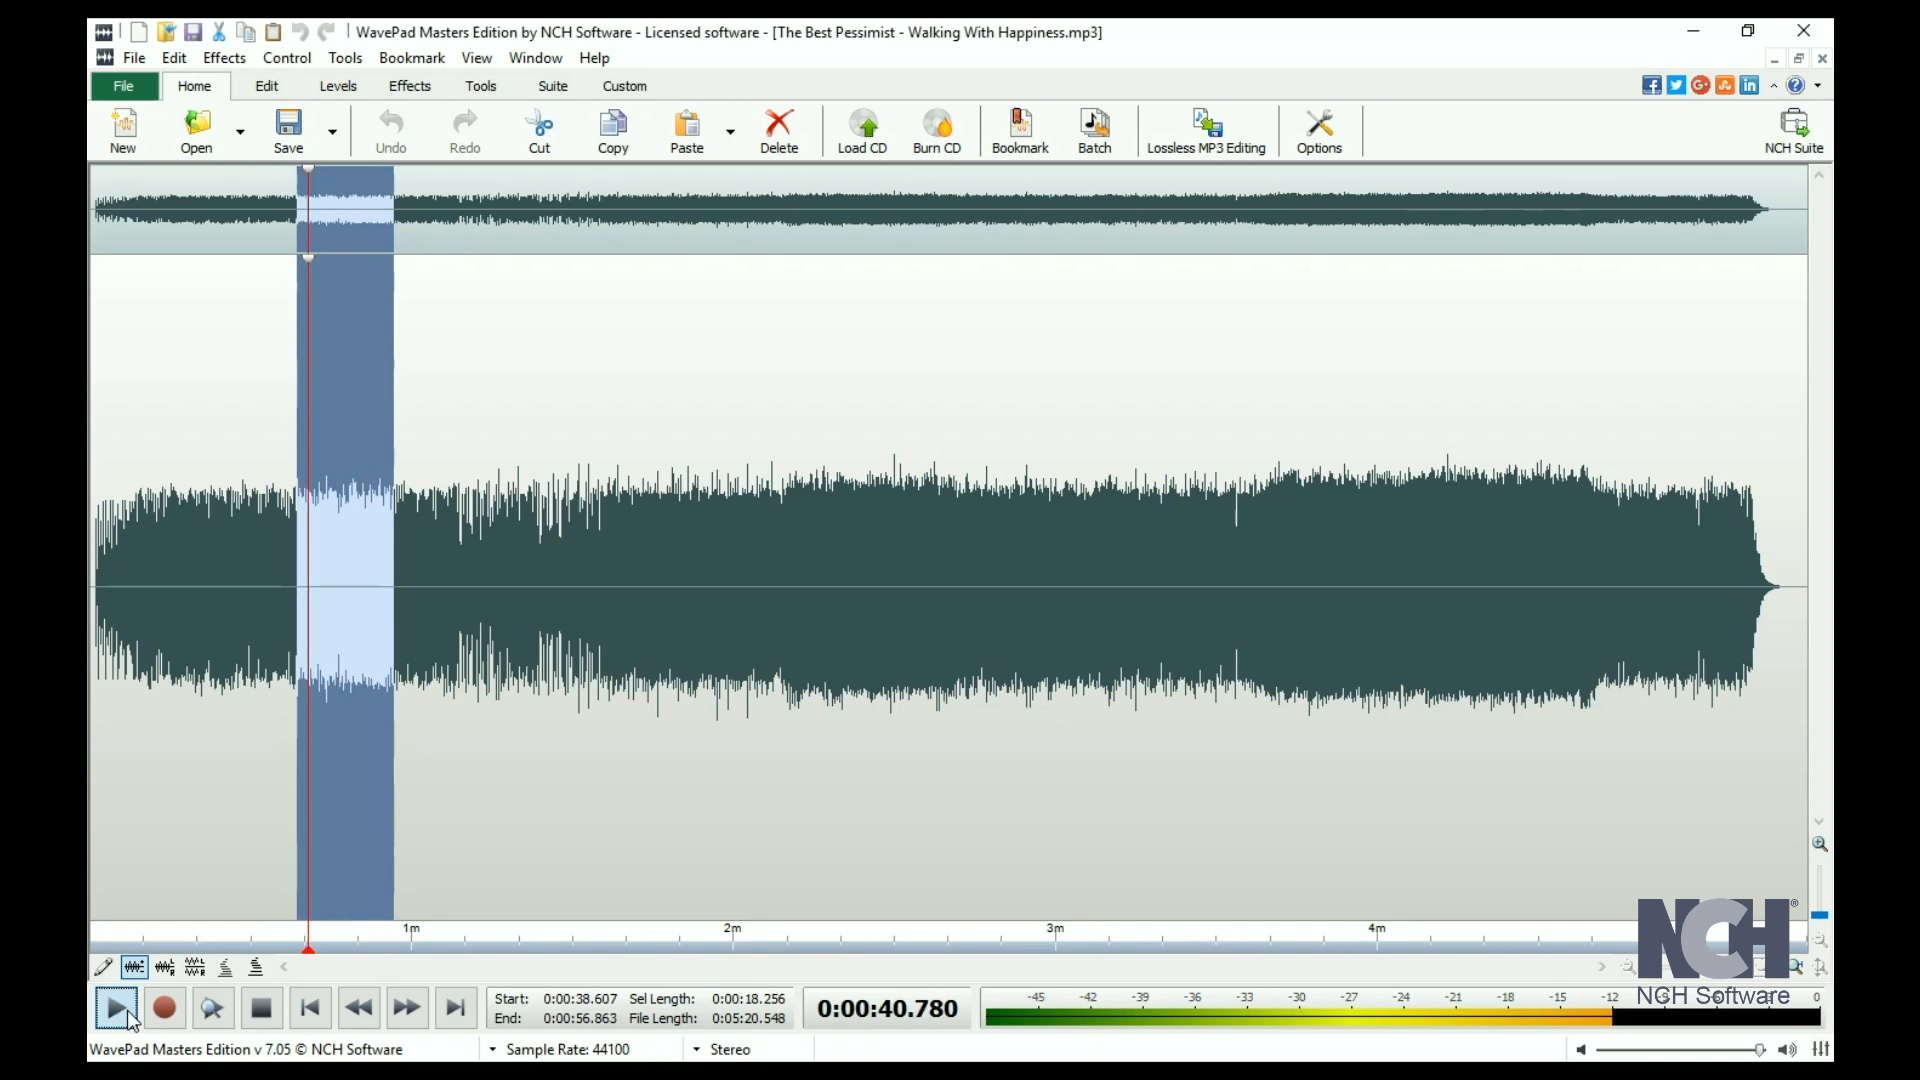 WavePad Masters Edition by NCH Software - Licensed software - [The Best Pessimist - Walking With Happiness.mp3]
File Edit Effects Control Tools Bookmark View Window Help
File Home Edit Levels Effects Tools Suite Custom
New Open Save Undo Redo Cut Copy Paste Delete Load CD Burn CD Bookmark Batch Lossless MP3 Editing Options NCH Suite
1m 2m 3m 4m
NCH®
NCH Software
Start: 0:00:38.607 Sel Length: 0:00:18.256
End: 0:00:56.863 File Length: 0:05:20.548
0:00:40.780
-45 -42 -39 -36 -33 -30 -27 -24 -21 -18 -15 -12 0
WavePad Masters Edition v 7.05 © NCH Software Sample Rate: 44100 Stereo